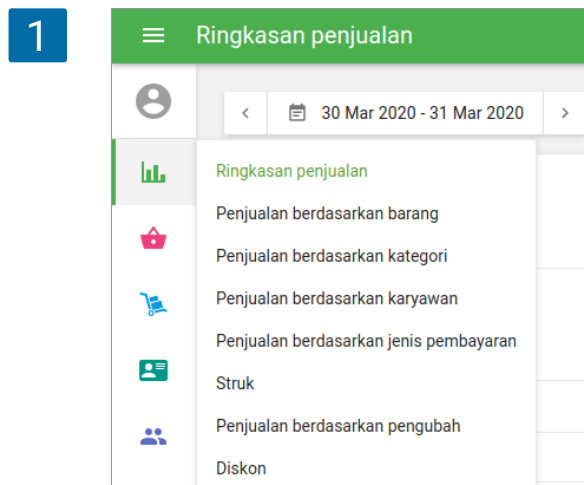 1
Ringkasan penjualan
30 Mar 2020 - 31 Mar 2020
Ringkasan penjualan
Penjualan berdasarkan barang
Penjualan berdasarkan kategori
Penjualan berdasarkan karyawan
Penjualan berdasarkan jenis pembayaran
Struk
Penjualan berdasarkan pengubah
Diskon